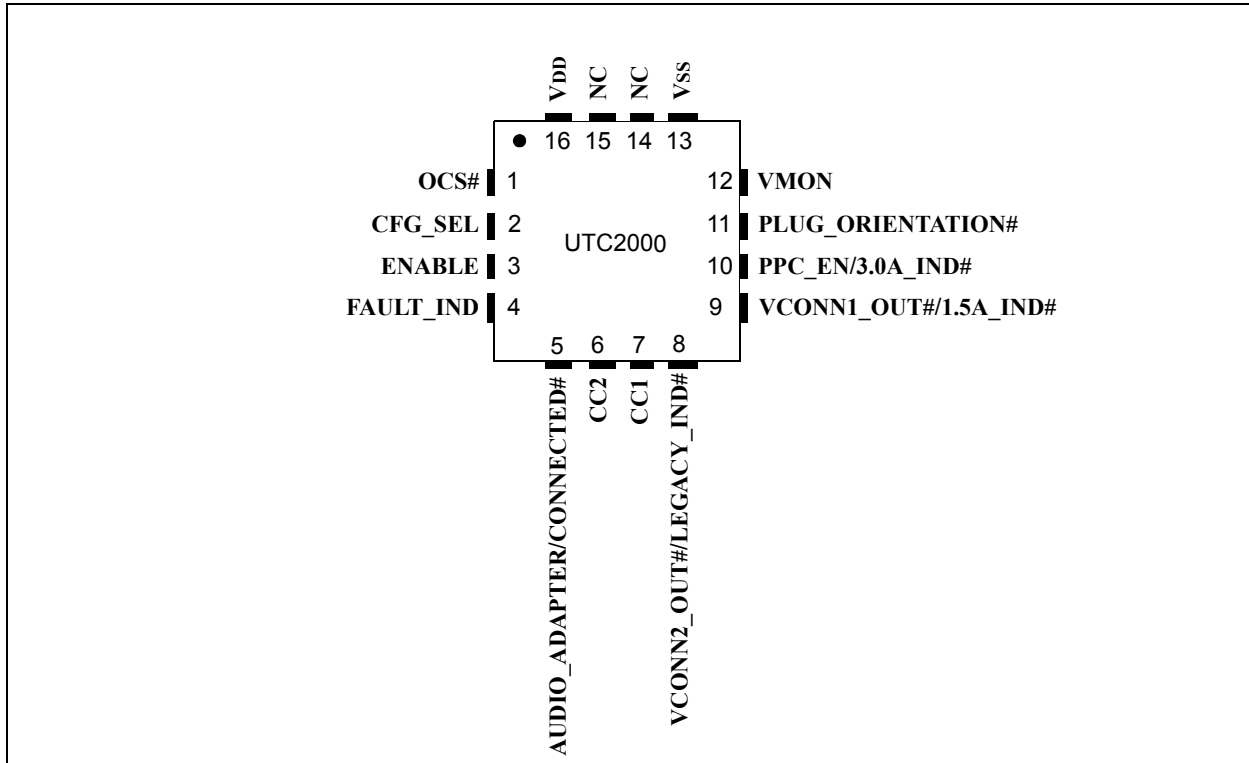 VDD NC NC VSS
16 15 14 13
OCS# 1 12 VMON
CFG_SEL 2 11 PLUG_ORIENTATION#
UTC2000
ENABLE 3 10 PPC_EN/3.0A_IND#
FAULT_IND 4 9 VCONN1_OUT#/1.5A_IND#
5 6 7 8
AUDIO_ADAPTER/CONNECTED#
CC2
CC1
VCONN2_OUT#/LEGACY_IND#